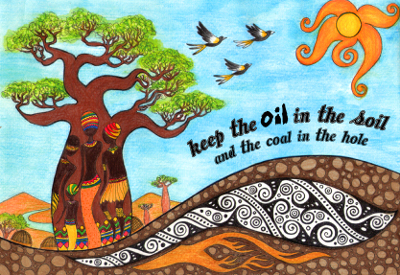 keep the oil in the soil
and the coal in the hole